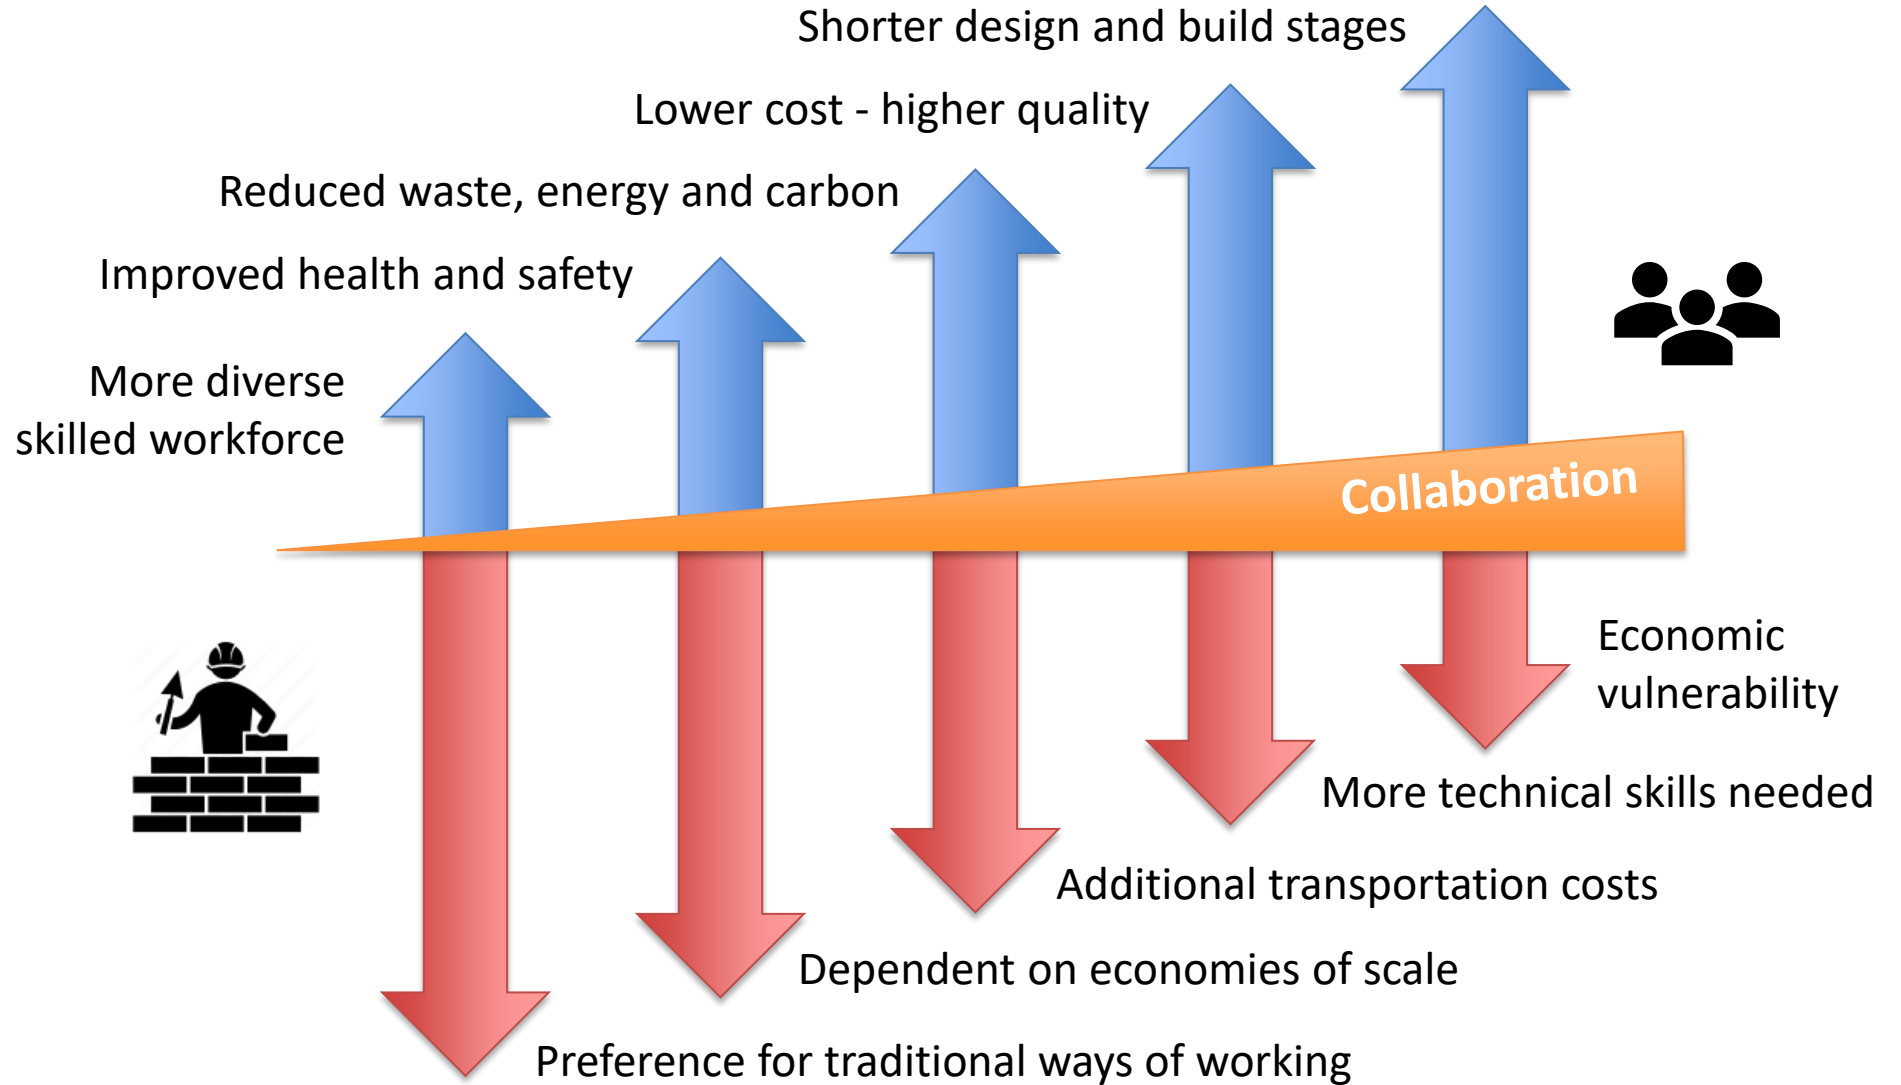 Shorter design and build stages
Lower cost - higher quality
Reduced waste, energy and carbon
Improved health and safety
More diverse
skilled workforce
Collaboration
Economic
vulnerability
More technical skills needed
Additional transportation costs
Dependent on economies of scale
Preference for traditional ways of working